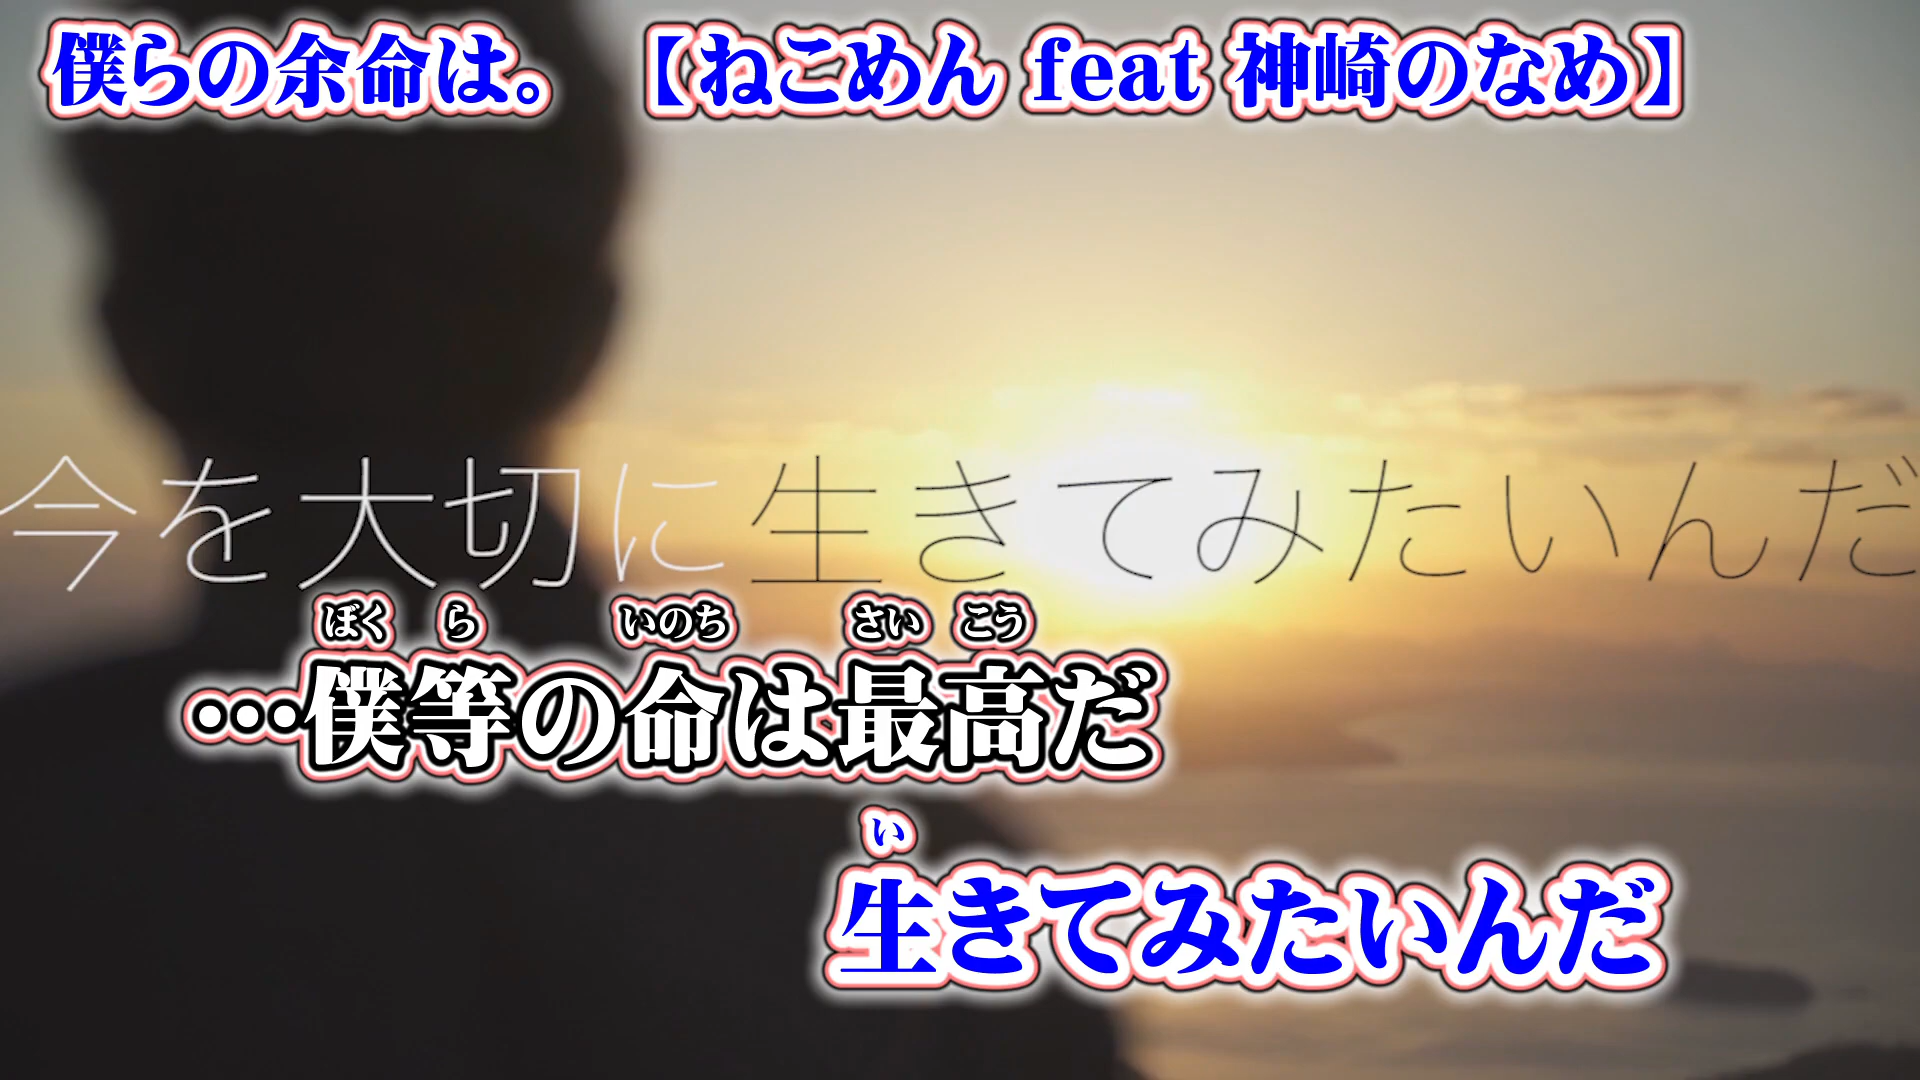 僕らの余命は。 【ねこめん feat 神崎のなめ】
今を大切に生きてみたいんだ
ぼく ら いのち さい こう
…僕等の命は最高だ
い
生きてみたいんだ